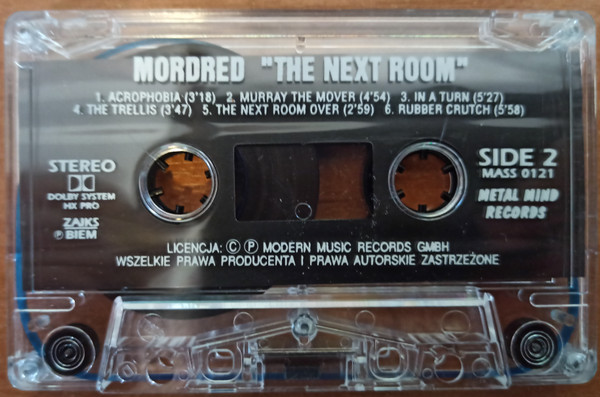 MORDRED "THE NEXT ROOM"
1. ACROPHOBIA (3'18) 2. MURRAY THE MOVER (4'54) 3. IN A TURN (5'27)
4. THE TRELLIS (3'47) 5. THE NEXT ROOM OVER (2'59) 6. RUBBER CRUTCH (5'58)
STEREO
DOLBY SYSTEM
HX PRO
ZAIKS
Ⓟ BIEM
SIDE 2
MASS 0121
METAL MIND
RECORDS
LICENCJA: Ⓒ Ⓟ MODERN MUSIC RECORDS GMBH
WSZELKIE PRAWA PRODUCENTA I PRAWA AUTORSKIE ZASTRZEŻONE